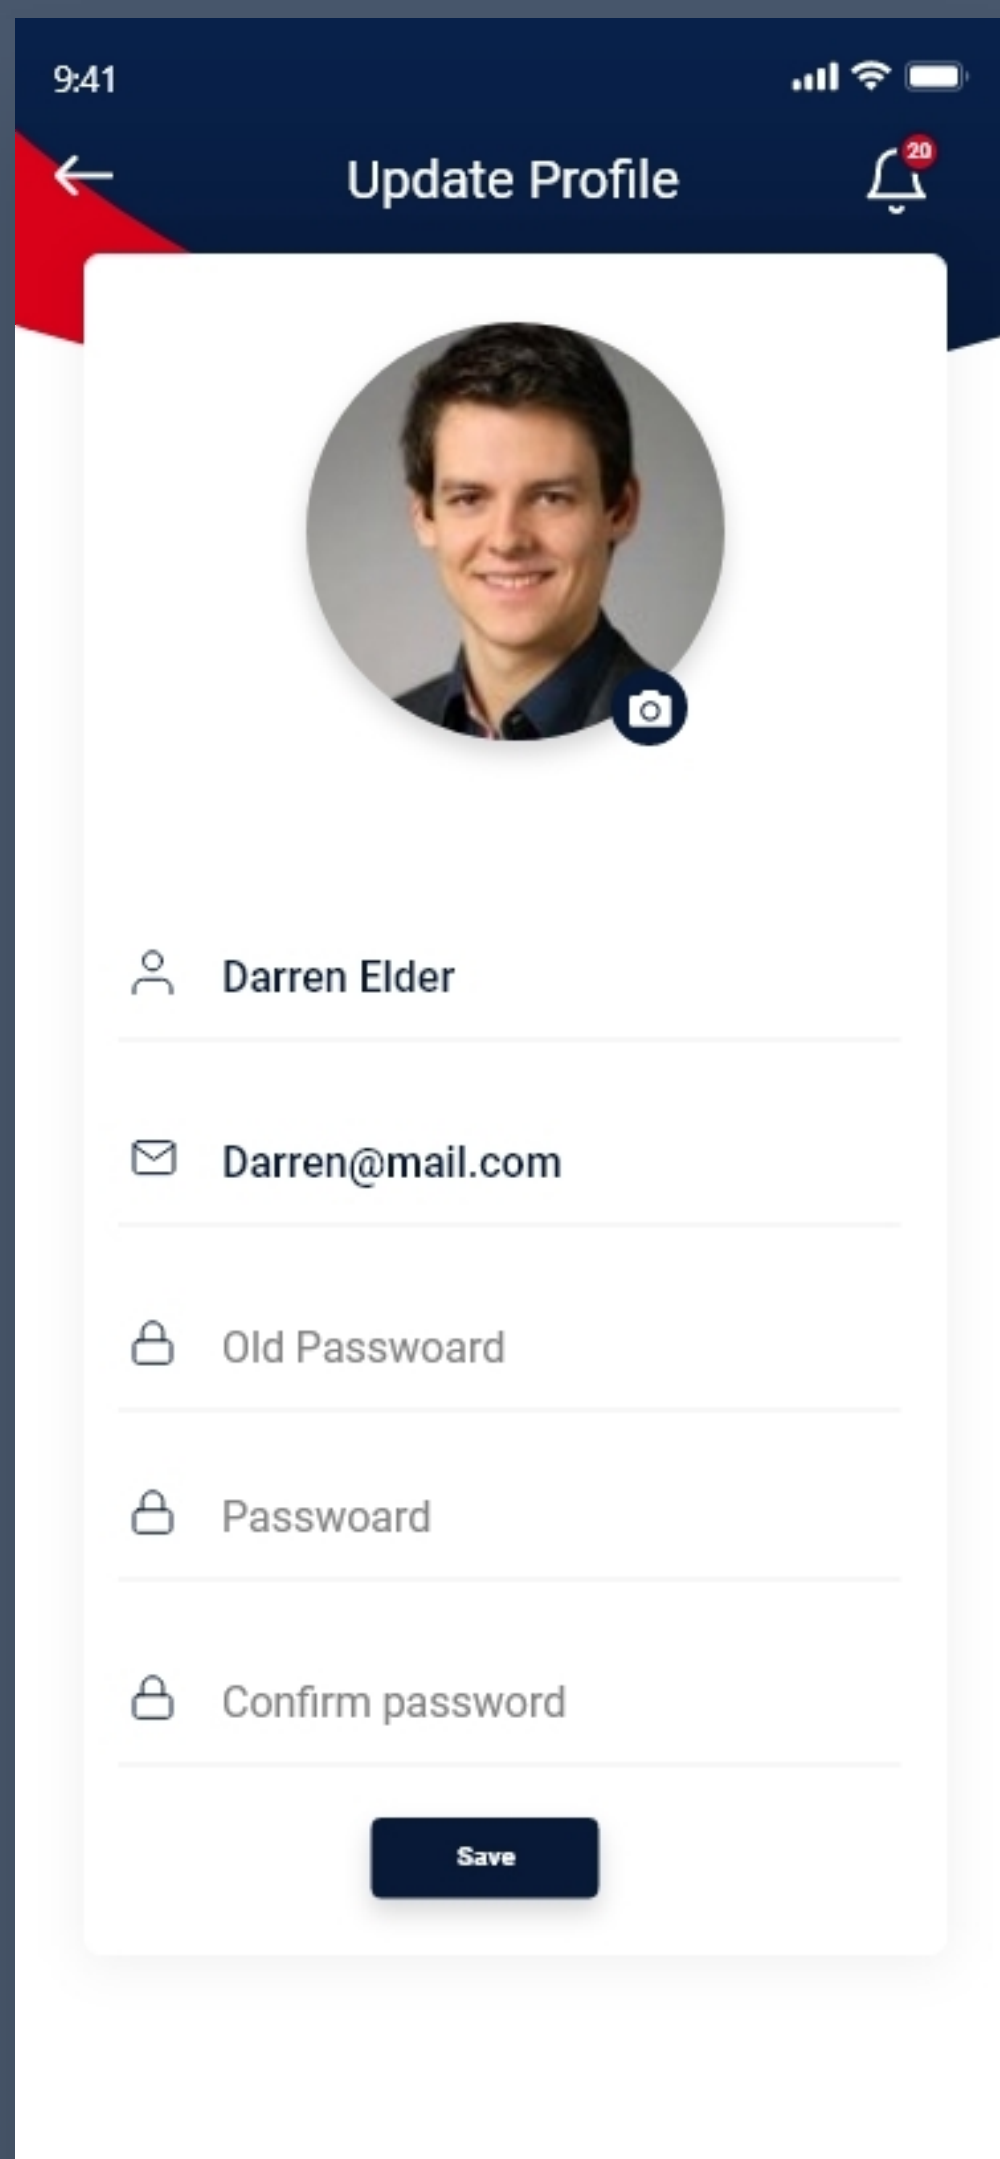 9:41
20
Update Profile
Darren Elder
Darren@mail.com
Old Passwoard
Passwoard
Confirm password
Save